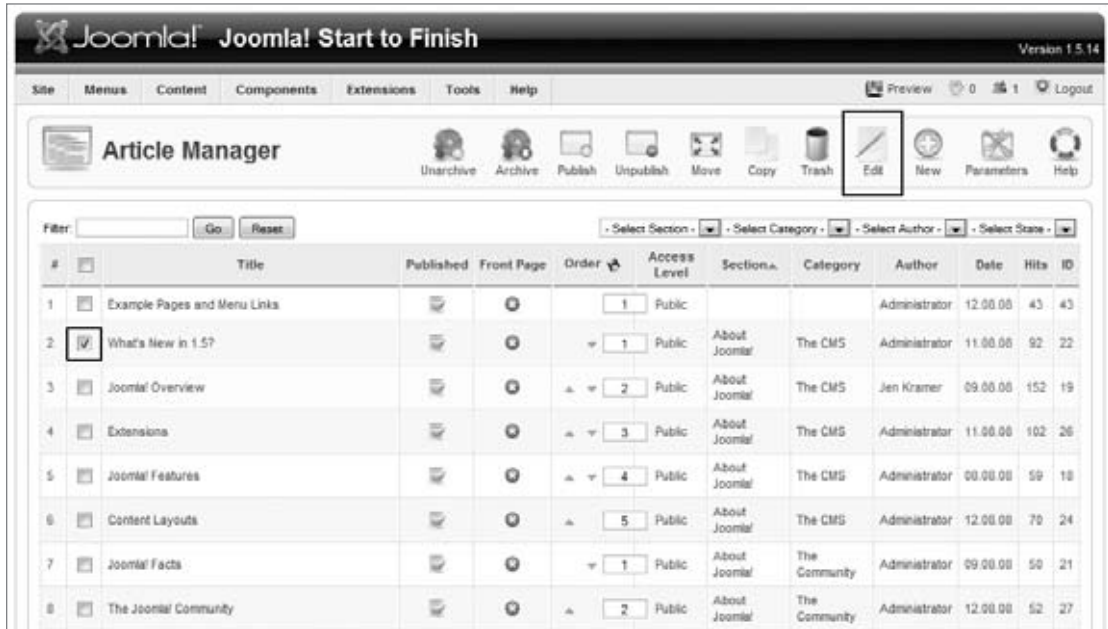 Joomla! Joomla! Start to Finish
Version 1.5.14
Site Menus Content Components Extensions Tools Help Preview 0 1 Logout
Article Manager
Unarchive Archive Publish Unpublish Move Copy Trash Edit New Parameters Help
Filter: Go Reset - Select Section - - Select Category - - Select Author - - Select State -
# Title Published Front Page Order Access Level Section Category Author Date Hits ID
1 Example Pages and Menu Links 1 Public Administrator 12.08.08 43 43
2 What's New in 1.5? 1 Public About Joomla! The CMS Administrator 11.08.08 92 22
3 Joomla! Overview 2 Public About Joomla! The CMS Jen Kramer 09.08.08 152 19
4 Extensions 3 Public About Joomla! The CMS Administrator 11.08.08 102 26
5 Joomla! Features 4 Public About Joomla! The CMS Administrator 08.08.08 59 18
6 Content Layouts 5 Public About Joomla! The CMS Administrator 12.08.08 70 24
7 Joomla! Facts 1 Public About Joomla! The Community Administrator 09.08.08 50 21
8 The Joomla! Community 2 Public About Joomla! The Community Administrator 12.08.08 52 27